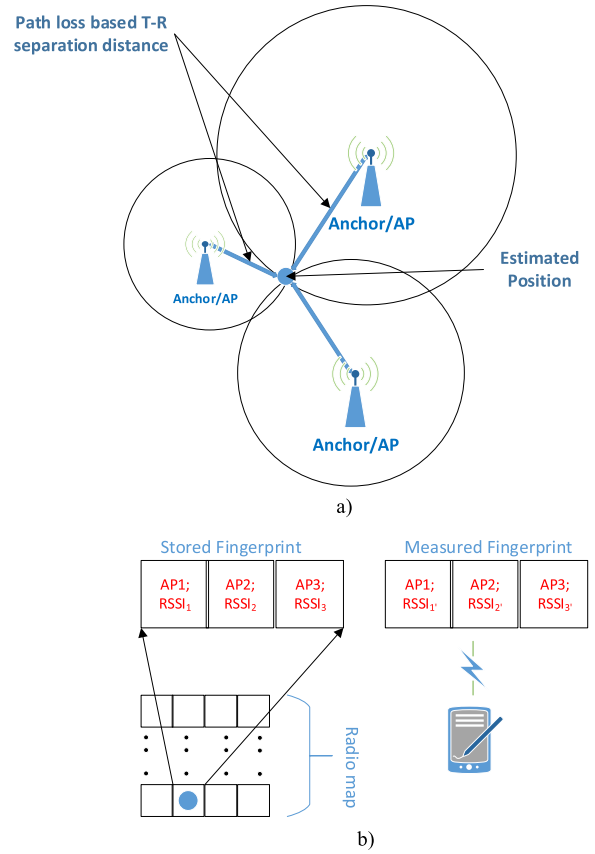 Path loss based T-R
separation distance
Anchor/AP
Anchor/AP
Estimated
Position
Anchor/AP
a)
Stored Fingerprint
Measured Fingerprint
AP1;
RSSI₁
AP2;
RSSI₂
AP3;
RSSI₃
AP1;
RSSI₁'
AP2;
RSSI₂'
AP3;
RSSI₃'
Radio map
b)